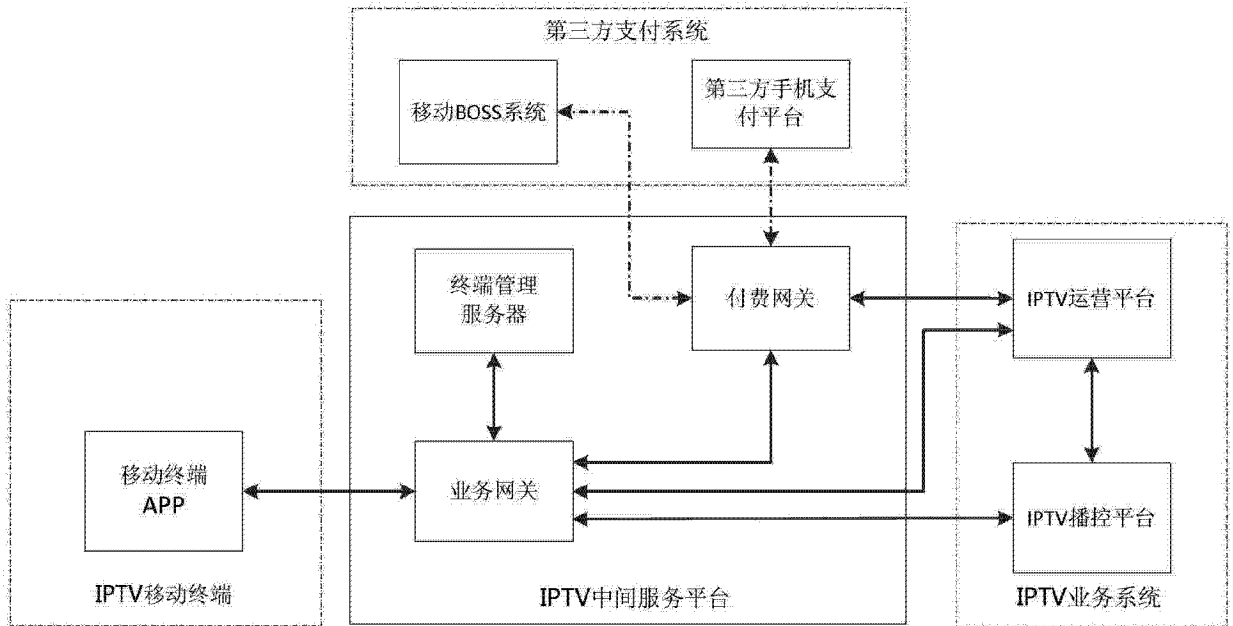 第三方支付系统
移动BOSS系统
第三方手机支
付平台
终端管理
服务器
付费网关
IPTV运营平台
移动终端
APP
业务网关
IPTV播控平台
IPTV移动终端
IPTV中间服务平台
IPTV业务系统